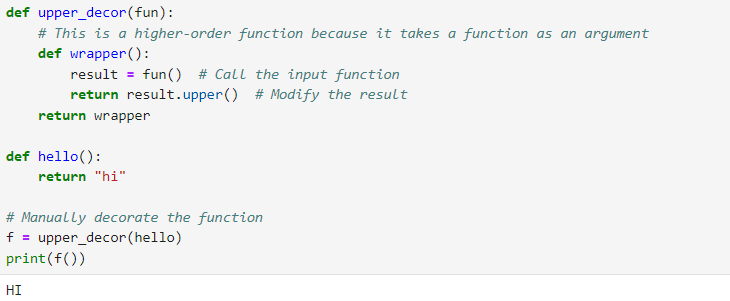 def upper_decor(fun):
    # This is a higher-order function because it takes a function as an argument
    def wrapper():
        result = fun()  # Call the input function
        return result.upper()  # Modify the result
    return wrapper

def hello():
    return "hi"

# Manually decorate the function
f = upper_decor(hello)
print(f())
HI